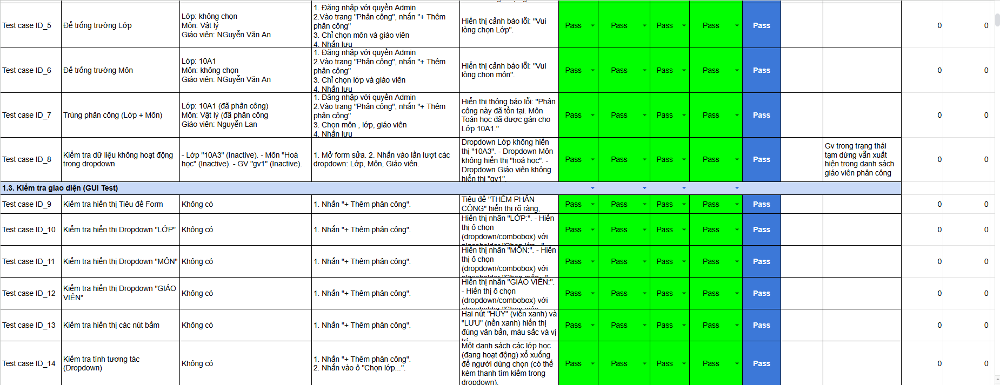 Test case ID_5
Để trống trường Lớp
Lớp: không chọn
Môn: Vật lý
Giáo viên: NGuyễn Văn An
1. Đăng nhập với quyền Admin
2.Vào trang "Phân công", nhấn "+ Thêm
phân công"
3. Chỉ chọn môn và giáo viên
4. Nhấn lưu
Hiển thị cảnh báo lỗi: "Vui
lòng chọn Lớp".
Pass
Pass
Pass
Pass
Pass
0
0
Test case ID_6
Để trống trường Môn
Lớp: 10A1
Môn: không chọn
Giáo viên: NGuyễn Văn An
1. Đăng nhập với quyền Admin
2.Vào trang "Phân công", nhấn "+ Thêm
phân công"
3. Chỉ chọn lớp và giáo viên
4. Nhấn lưu
Hiển thị cảnh báo lỗi: "Vui
lòng chọn môn".
Pass
Pass
Pass
Pass
Pass
0
0
Test case ID_7
Trùng phân công (Lớp + Môn)
Lớp: 10A1 (đã phân công)
Môn: Vật lý (đã phân công
Giáo viên: Nguyễn Lan
1. Đăng nhập với quyền Admin
2.Vào trang "Phân công", nhấn "+ Thêm
phân công"
3. Chọn môn , lớp, giáo viên
4. Nhấn lưu
Hiển thị thông báo lỗi: "Phân
công này đã tồn tại. Môn
Toán học đã được gán cho
Lớp 10A1."
Pass
Pass
Pass
Pass
Pass
0
0
Test case ID_8
Kiểm tra dữ liệu không hoạt động
trong dropdown
- Lớp "10A3" (Inactive). - Môn "Hoá
học" (Inactive). - GV "gv1" (Inactive).
1. Mở form sửa. 2. Nhấn vào lần lượt các
dropdown: Lớp, Môn, Giáo viên.
Dropdown Lớp không hiển
thị "10A3". - Dropdown Môn
không hiển thị "hoá học". -
Dropdown Giáo viên không
hiển thị "gv1".
Pass
Pass
Pass
Pass
Pass
Gv trong trạng thái
tạm dừng vẫn xuất
hiện trong danh sách
giáo viên phân công
0
0
1.3. Kiểm tra giao diện (GUI Test)
Test case ID_9
Kiểm tra hiển thị Tiêu đề Form
Không có
1. Nhấn "+ Thêm phân công".
Tiêu đề "THÊM PHÂN
CÔNG" hiển thị rõ ràng,
Pass
Pass
Pass
Pass
Pass
0
0
Test case ID_10
Kiểm tra hiển thị Dropdown "LỚP"
Không có
1. Nhấn "+ Thêm phân công".
Hiển thị nhãn "LỚP:". - Hiển
thị ô chọn
(dropdown/combobox) với
placeholder "Chọn lớp..."
Pass
Pass
Pass
Pass
Pass
0
0
Test case ID_11
Kiểm tra hiển thị Dropdown "MÔN"
Không có
1. Nhấn "+ Thêm phân công".
Hiển thị nhãn "MÔN:". - Hiển
thị ô chọn
(dropdown/combobox) với
placeholder "Chọn môn..."
Pass
Pass
Pass
Pass
Pass
0
0
Test case ID_12
Kiểm tra hiển thị Dropdown "GIÁO
VIÊN"
Không có
1. Nhấn "+ Thêm phân công".
Hiển thị nhãn "GIÁO VIÊN:".
- Hiển thị ô chọn
(dropdown/combobox) với
placeholder "Chọn giáo
Pass
Pass
Pass
Pass
Pass
0
0
Test case ID_13
Kiểm tra hiển thị các nút bấm
Không có
1. Nhấn "+ Thêm phân công".
Hai nút "HỦY" (viền xanh) và
"LƯU" (nền xanh) hiển thị
đúng văn bản, màu sắc và vị
trí
Pass
Pass
Pass
Pass
Pass
0
0
Test case ID_14
Kiểm tra tính tương tác
(Dropdown)
Không có
1. Nhấn "+ Thêm phân công".
2. Nhấn vào ô "Chọn lớp...".
Một danh sách các lớp học
(đang hoạt động) xổ xuống
để người dùng chọn (có thể
kèm thanh tìm kiếm trong
dropdown).
Pass
Pass
Pass
Pass
Pass
0
0